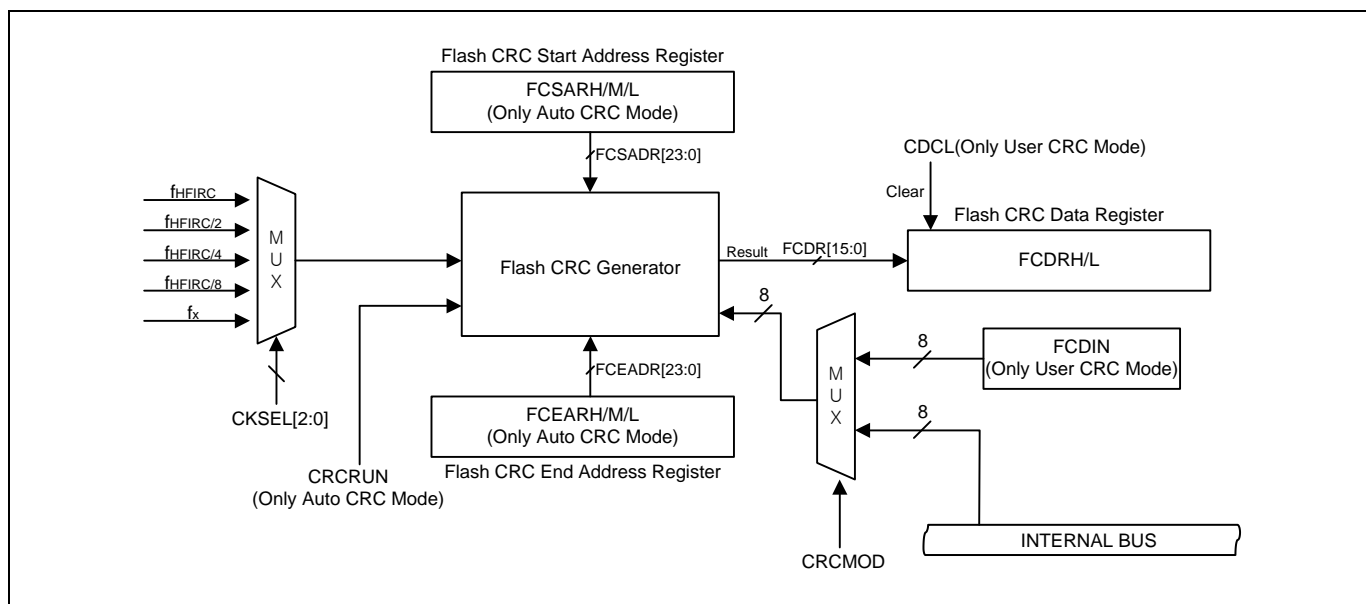 Flash CRC Start Address Register
FCSARH/M/L
(Only Auto CRC Mode)
FCSADR[23:0]
CDCL(Only User CRC Mode)
Clear
Flash CRC Data Register
fHFIRC
fHFIRC/2
fHFIRC/4
fHFIRC/8
fx
MUX
Flash CRC Generator
Result
FCDR[15:0]
FCDRH/L
8
8
FCDIN
(Only User CRC Mode)
MUX
8
FCEADR[23:0]
CKSEL[2:0]
FCEARH/M/L
(Only Auto CRC Mode)
Flash CRC End Address Register
CRCRUN
(Only Auto CRC Mode)
CRCMOD
INTERNAL BUS